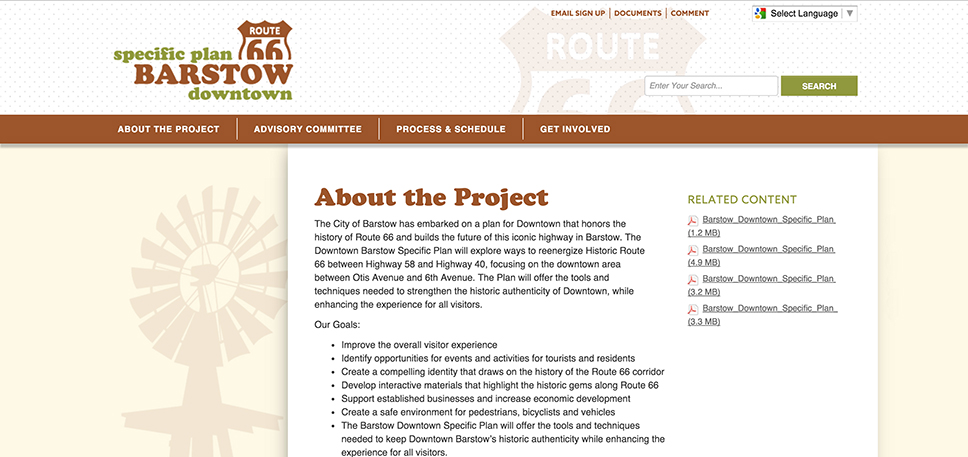 EMAIL SIGN UP | DOCUMENTS | COMMENT
Select Language ▼
ROUTE
66
specific plan
BARSTOW
downtown
ROUTE
66
Enter Your Search...
SEARCH
ABOUT THE PROJECT
ADVISORY COMMITTEE
PROCESS & SCHEDULE
GET INVOLVED
About the Project
The City of Barstow has embarked on a plan for Downtown that honors the
history of Route 66 and builds the future of this iconic highway in Barstow. The
Downtown Barstow Specific Plan will explore ways to reenergize Historic Route
66 between Highway 58 and Highway 40, focusing on the downtown area
between Otis Avenue and 6th Avenue. The Plan will offer the tools and
techniques needed to strengthen the historic authenticity of Downtown, while
enhancing the experience for all visitors.
Our Goals:
• Improve the overall visitor experience
• Identify opportunities for events and activities for tourists and residents
• Create a compelling identity that draws on the history of the Route 66 corridor
• Develop interactive materials that highlight the historic gems along Route 66
• Support established businesses and increase economic development
• Create a safe environment for pedestrians, bicyclists and vehicles
• The Barstow Downtown Specific Plan will offer the tools and techniques
needed to keep Downtown Barstow's historic authenticity while enhancing the
experience for all visitors.
RELATED CONTENT
Barstow_Downtown_Specific_Plan
(1.2 MB)
Barstow_Downtown_Specific_Plan
(4.9 MB)
Barstow_Downtown_Specific_Plan
(3.2 MB)
Barstow_Downtown_Specific_Plan_
(3.3 MB)